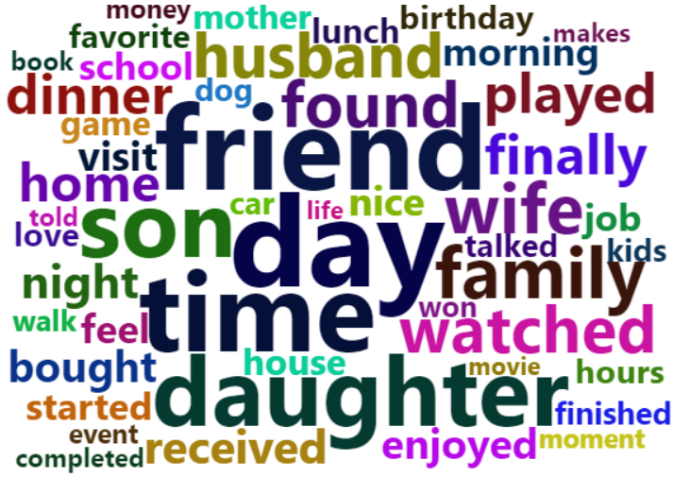 money mother lunch birthday
favorite husband morning makes
book school
dinner dog found played
game friend
visit finally
home
told son car life nice wife job
love day talked kids
night family
time won
walk feel watched
bought house movie hours
daughter
started finished
event received enjoyed moment
completed